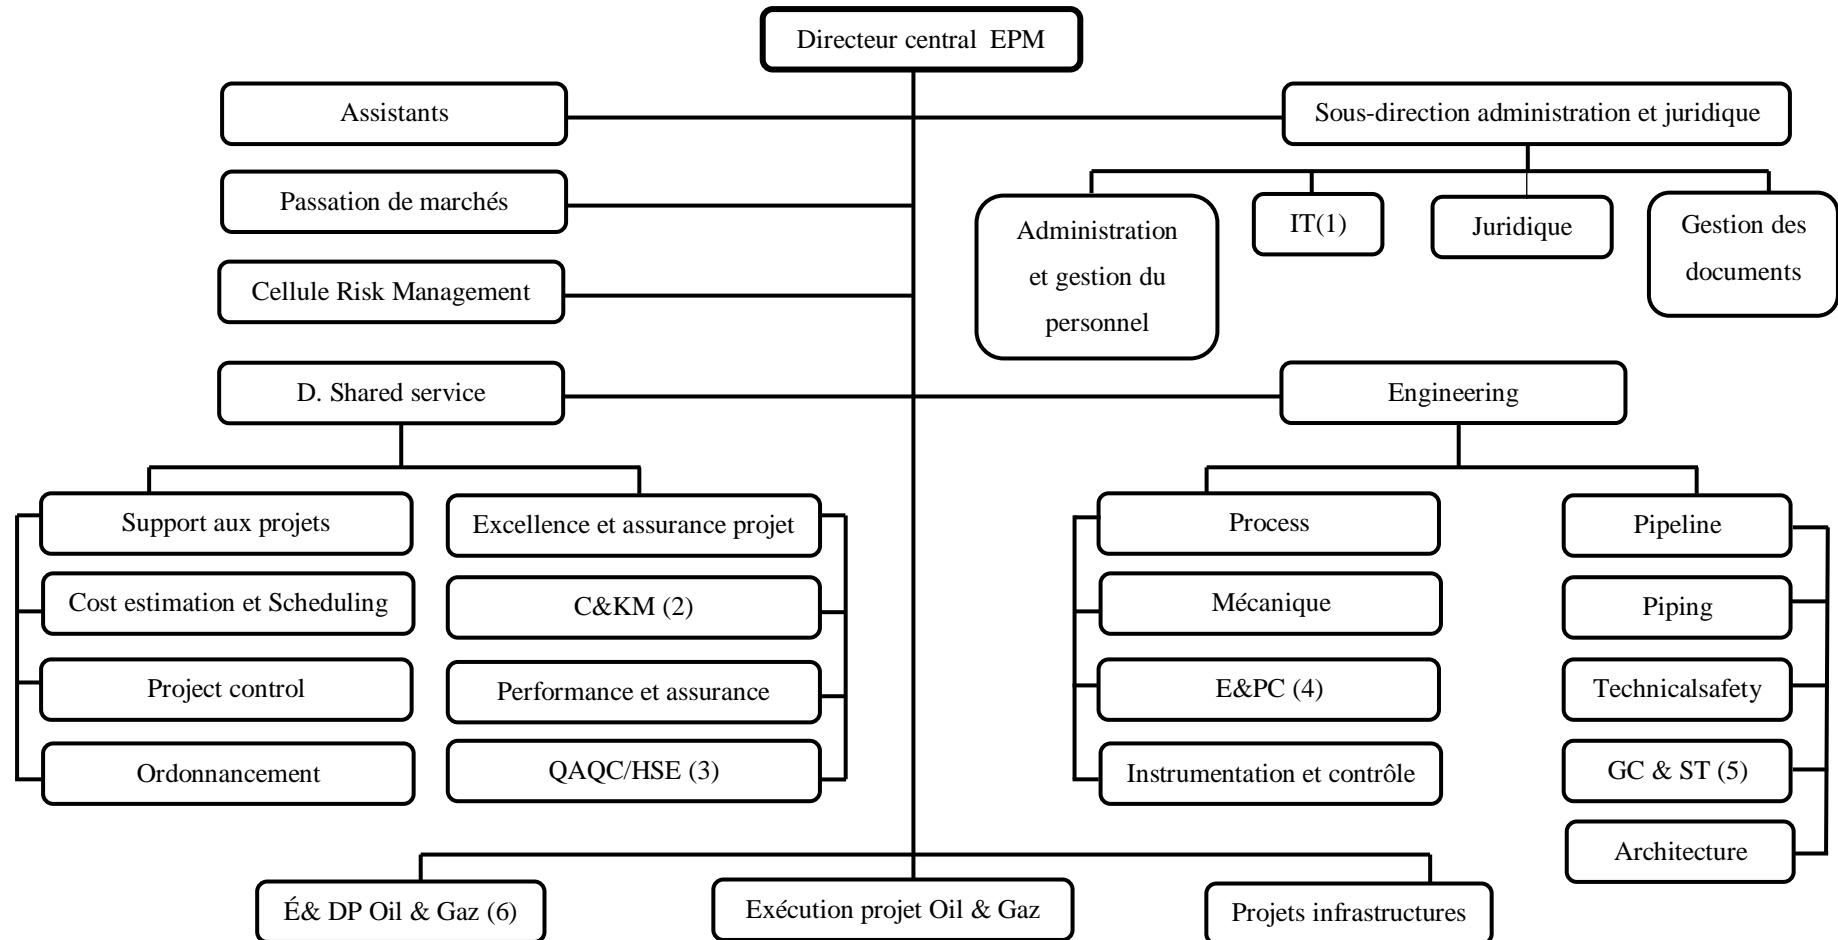 Directeur central EPM
Assistants
Sous-direction administration et juridique
Passation de marchés
Administration
et gestion du
personnel
IT(1)
Juridique
Gestion des
documents
Cellule Risk Management
D. Shared service
Engineering
Support aux projets
Excellence et assurance projet
Process
Pipeline
Cost estimation et Scheduling
C&KM (2)
Mécanique
Piping
Project control
Performance et assurance
E&PC (4)
Technicalsafety
Ordonnancement
QAQC/HSE (3)
Instrumentation et contrôle
GC & ST (5)
Architecture
É& DP Oil & Gaz (6)
Exécution projet Oil & Gaz
Projets infrastructures